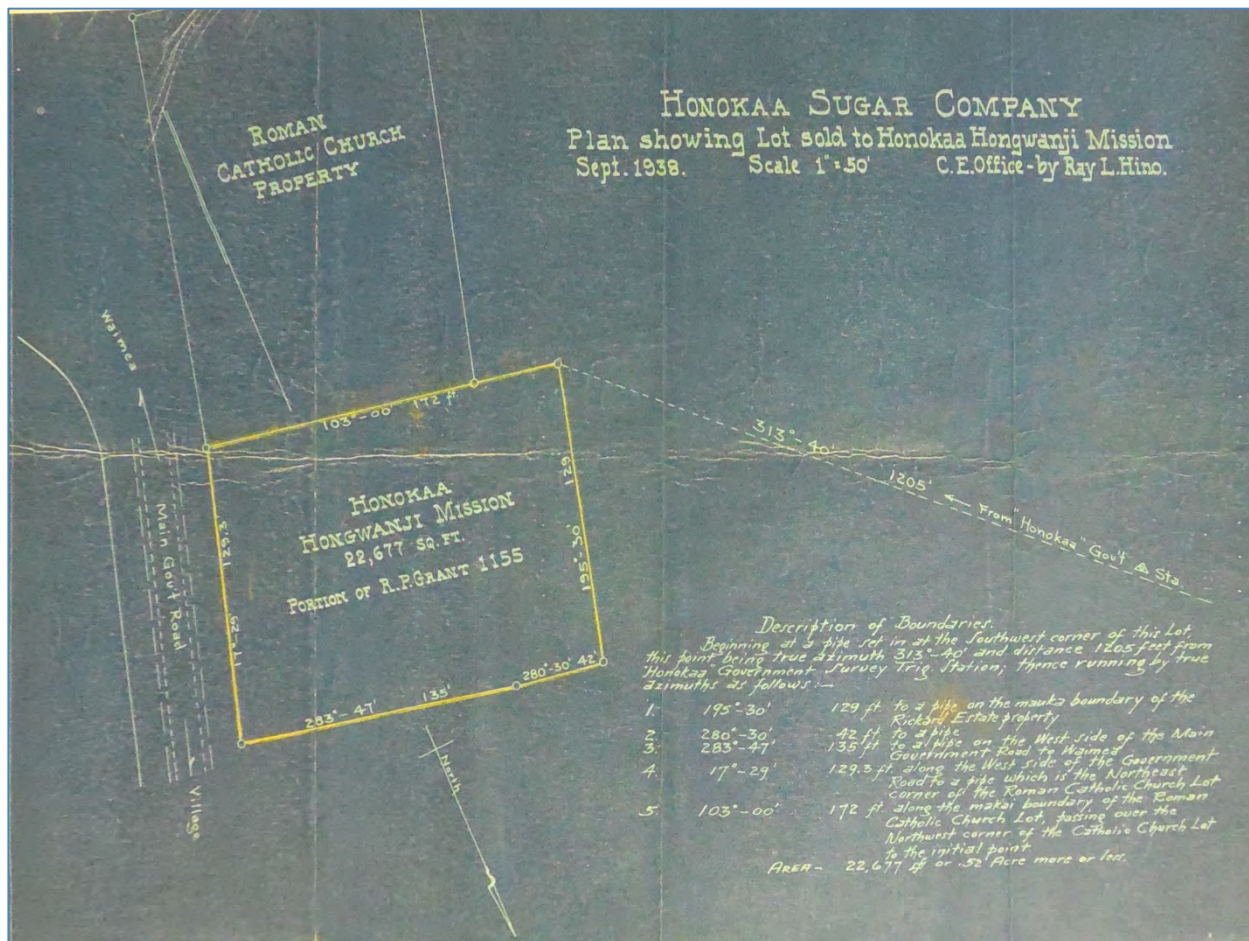 HONOKAA SUGAR COMPANY
Plan showing Lot sold to Honokaa Hongwanji Mission
Sept. 1938. Scale 1"=50' C.E.Office-by Ray L.Hino.
ROMAN
CATHOLIC CHURCH
PROPERTY
Waimea
Main Gov't Road
Village
103°-00' 172 ft
313°-40'
1205'
From "Honokaa" Gov't △ Sta
129
195°-30'
129.3
17°-29'
HONOKAA
HONGWANJI MISSION
22,677 SQ.FT.
PORTION OF R.P.GRANT 1155
280°-30' 42'
283°-47' 135'
North
Description of Boundaries.
Beginning at a pipe set in at the Southwest corner of this Lot,
this point being true azimuth 313°-40' and distance 1205 feet from
Honokaa Government Survey Trig Station; thence running by true
azimuths as follows:—
1. 195°-30' 129 ft. to a pipe on the mauka boundary of the
Rickard Estate property
2. 280°-30' 42 ft. to a pipe
3. 283°-47' 135 ft to a pipe on the West side of the Main
Government Road to Waimea
4. 17°-29' 129.3 ft. along the West side of the Government
Road to a pipe which is the Northeast
corner of the Roman Catholic Church Lot
5. 103°-00' 172 ft along the makai boundary of the Roman
Catholic Church Lot, passing over the
Northwest corner of the Catholic Church Lot
to the initial point
AREA - 22,677 ft or .52 Acre more or less.